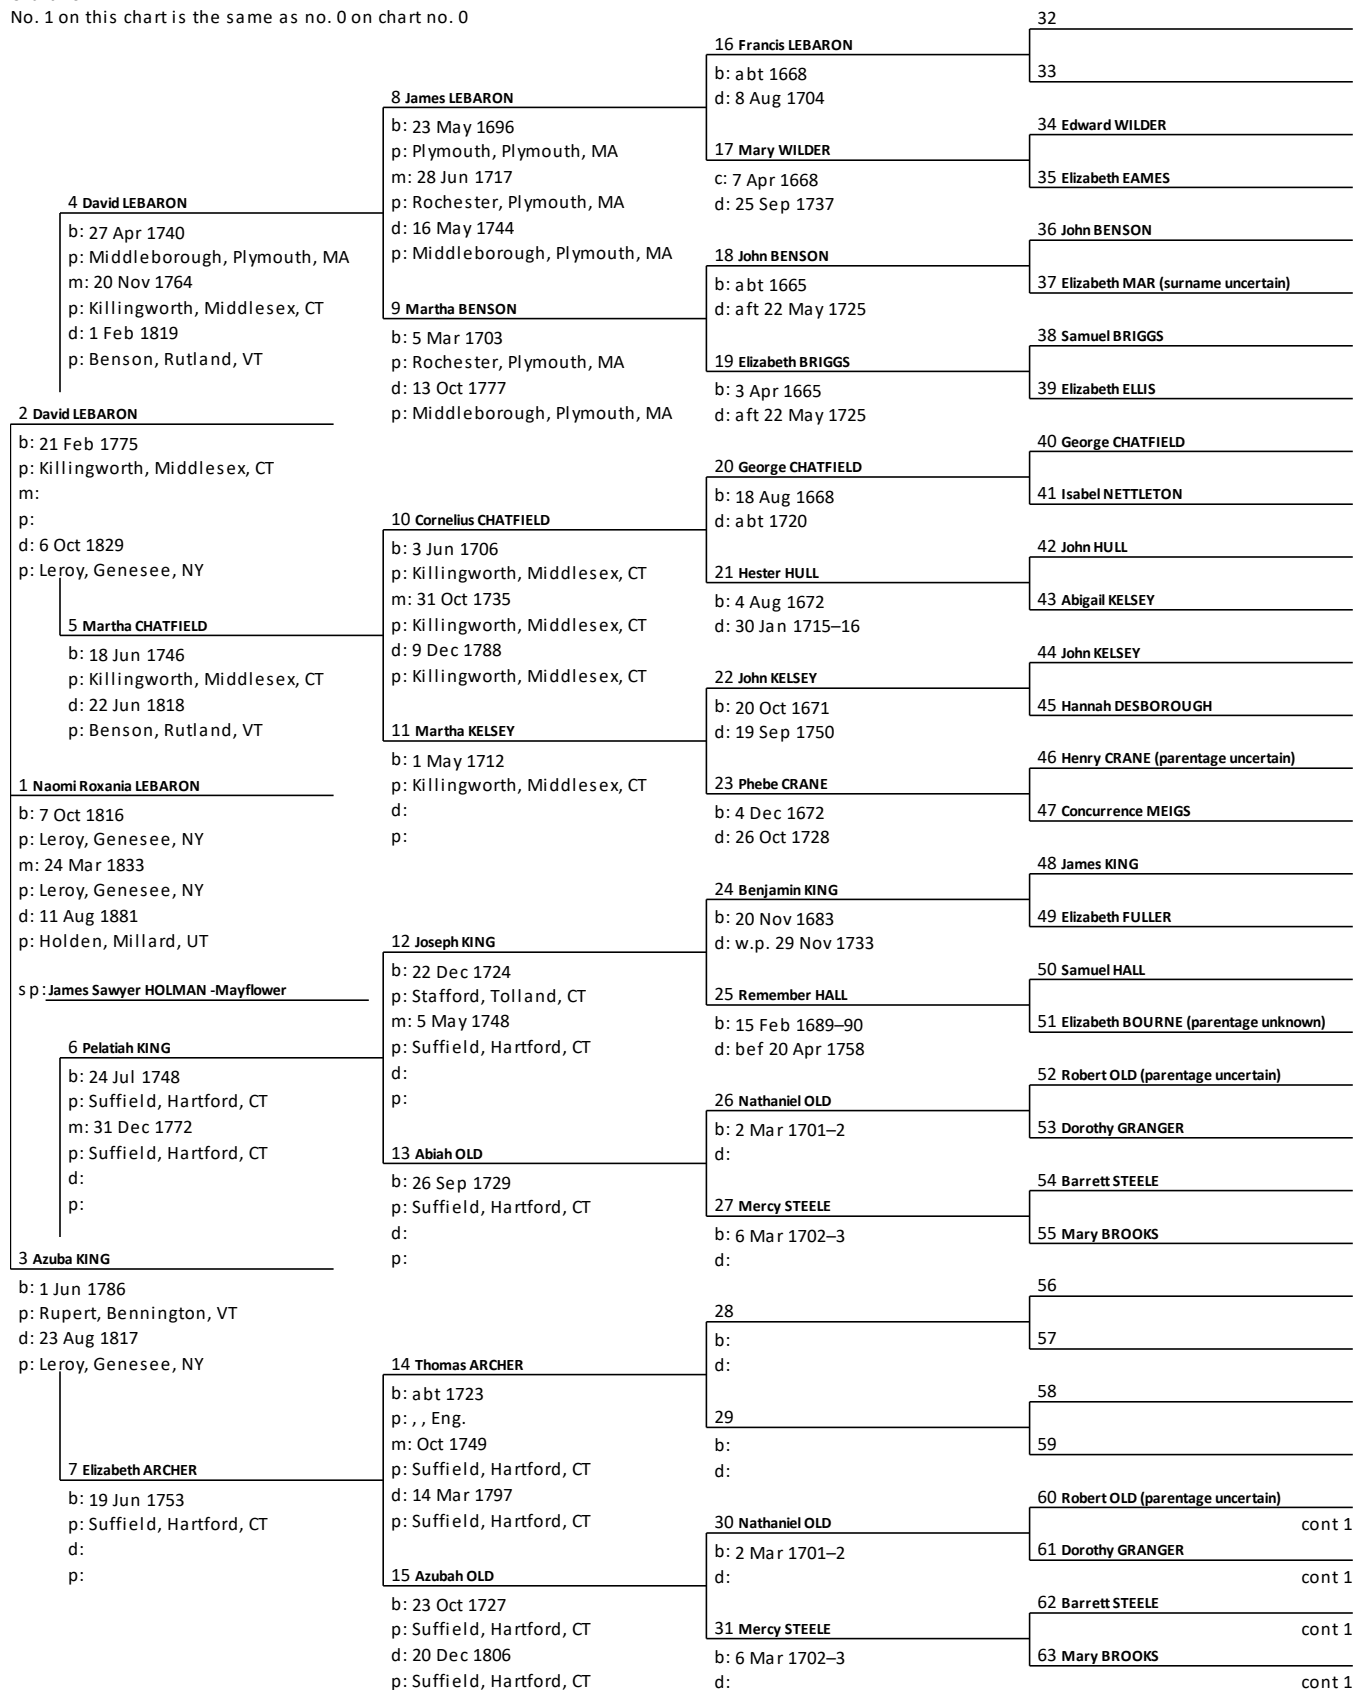 No. 1 on this chart is the same as no. 0 on chart no. 0
2 David LEBARON
b: 21 Feb 1775
p: Killingworth, Middlesex, CT
m:
p:
d: 6 Oct 1829
p: Leroy, Genesee, NY
1 Naomi Roxania LEBARON
b: 7 Oct 1816
p: Leroy, Genesee, NY
m: 24 Mar 1833
p: Leroy, Genesee, NY
d: 11 Aug 1881
p: Holden, Millard, UT
sp: James Sawyer HOLMAN -Mayflower
3 Azuba KING
b: 1 Jun 1786
p: Rupert, Bennington, VT
d: 23 Aug 1817
p: Leroy, Genesee, NY
4 David LEBARON
b: 27 Apr 1740
p: Middleborough, Plymouth, MA
m: 20 Nov 1764
p: Killingworth, Middlesex, CT
d: 1 Feb 1819
p: Benson, Rutland, VT
5 Martha CHATFIELD
b: 18 Jun 1746
p: Killingworth, Middlesex, CT
d: 22 Jun 1818
p: Benson, Rutland, VT
6 Pelatiah KING
b: 24 Jul 1748
p: Suffield, Hartford, CT
m: 31 Dec 1772
p: Suffield, Hartford, CT
d:
p:
7 Elizabeth ARCHER
b: 19 Jun 1753
p: Suffield, Hartford, CT
d:
p:
8 James LEBARON
b: 23 May 1696
p: Plymouth, Plymouth, MA
m: 28 Jun 1717
p: Rochester, Plymouth, MA
d: 16 May 1744
p: Middleborough, Plymouth, MA
9 Martha BENSON
b: 5 Mar 1703
p: Rochester, Plymouth, MA
d: 13 Oct 1777
p: Middleborough, Plymouth, MA
10 Cornelius CHATFIELD
b: 3 Jun 1706
p: Killingworth, Middlesex, CT
m: 31 Oct 1735
p: Killingworth, Middlesex, CT
d: 9 Dec 1788
p: Killingworth, Middlesex, CT
11 Martha KELSEY
b: 1 May 1712
p: Killingworth, Middlesex, CT
d:
p:
12 Joseph KING
b: 22 Dec 1724
p: Stafford, Tolland, CT
m: 5 May 1748
p: Suffield, Hartford, CT
d:
p:
13 Abiah OLD
b: 26 Sep 1729
p: Suffield, Hartford, CT
d:
p:
14 Thomas ARCHER
b: abt 1723
p: , , Eng.
m: Oct 1749
p: Suffield, Hartford, CT
d: 14 Mar 1797
p: Suffield, Hartford, CT
15 Azubah OLD
b: 23 Oct 1727
p: Suffield, Hartford, CT
d: 20 Dec 1806
p: Suffield, Hartford, CT
16 Francis LEBARON
b: abt 1668
d: 8 Aug 1704
17 Mary WILDER
c: 7 Apr 1668
d: 25 Sep 1737
18 John BENSON
b: abt 1665
d: aft 22 May 1725
19 Elizabeth BRIGGS
b: 3 Apr 1665
d: aft 22 May 1725
20 George CHATFIELD
b: 18 Aug 1668
d: abt 1720
21 Hester HULL
b: 4 Aug 1672
d: 30 Jan 1715–16
22 John KELSEY
b: 20 Oct 1671
d: 19 Sep 1750
23 Phebe CRANE
b: 4 Dec 1672
d: 26 Oct 1728
24 Benjamin KING
b: 20 Nov 1683
d: w.p. 29 Nov 1733
25 Remember HALL
b: 15 Feb 1689–90
d: bef 20 Apr 1758
26 Nathaniel OLD
b: 2 Mar 1701–2
d:
27 Mercy STEELE
b: 6 Mar 1702–3
d:
28
b:
d:
29
b:
d:
30 Nathaniel OLD
b: 2 Mar 1701–2
d:
31 Mercy STEELE
b: 6 Mar 1702–3
d:
32
33
34 Edward WILDER
35 Elizabeth EAMES
36 John BENSON
37 Elizabeth MAR (surname uncertain)
38 Samuel BRIGGS
39 Elizabeth ELLIS
40 George CHATFIELD
41 Isabel NETTLETON
42 John HULL
43 Abigail KELSEY
44 John KELSEY
45 Hannah DESBOROUGH
46 Henry CRANE (parentage uncertain)
47 Concurrence MEIGS
48 James KING
49 Elizabeth FULLER
50 Samuel HALL
51 Elizabeth BOURNE (parentage unknown)
52 Robert OLD (parentage uncertain)
53 Dorothy GRANGER
54 Barrett STEELE
55 Mary BROOKS
56
57
58
59
60 Robert OLD (parentage uncertain)
cont 1
61 Dorothy GRANGER
cont 1
62 Barrett STEELE
cont 1
63 Mary BROOKS
cont 1